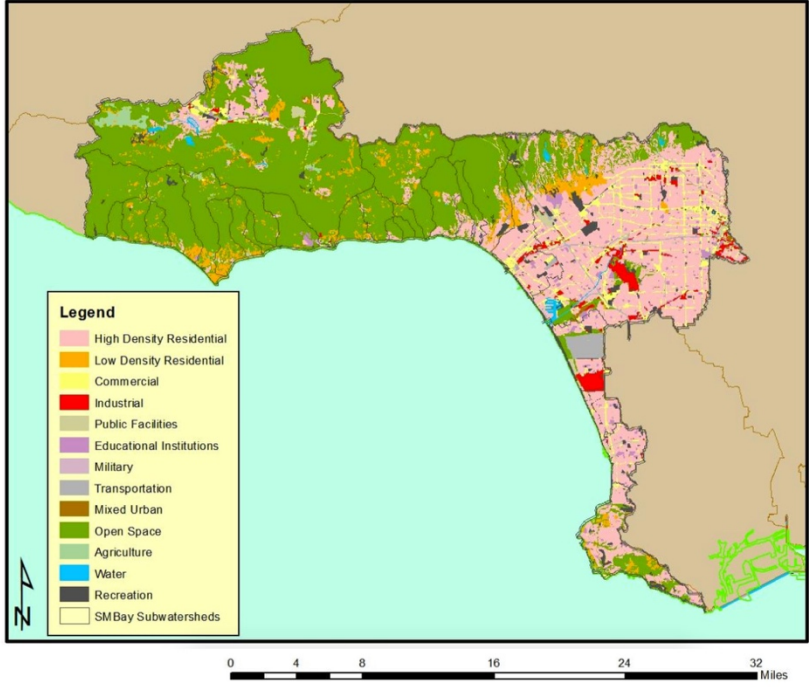 Legend
High Density Residential
Low Density Residential
Commercial
Industrial
Public Facilities
Educational Institutions
Military
Transportation
Mixed Urban
Open Space
Agriculture
Water
Recreation
SMBay Subwatersheds
N
0 4 8 16 24 32
Miles